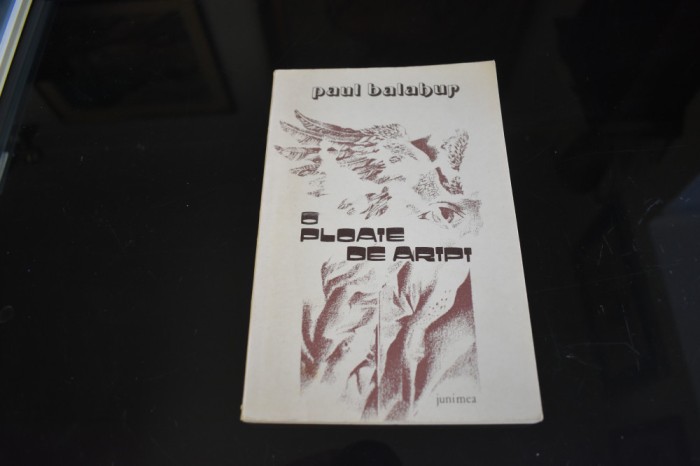 paul balahur
O
PLOAIE
DE ARIPI
junimea